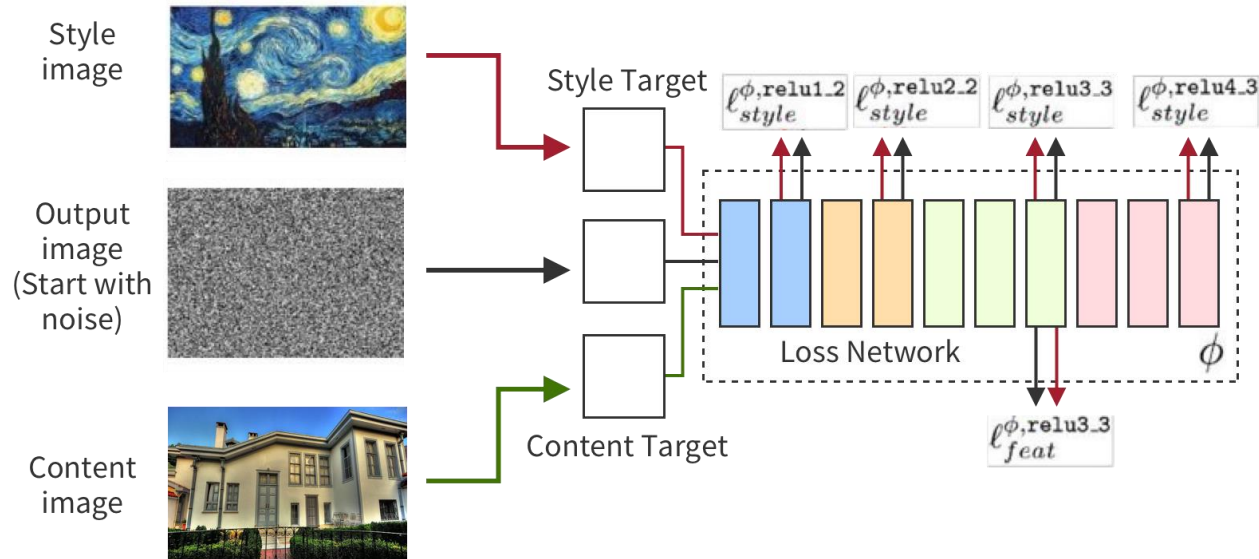 Style
image
Output
image
(Start with
noise)
Content
image
Style Target
Content Target
ℓ^{ϕ,relu1_2}_{style}
ℓ^{ϕ,relu2_2}_{style}
ℓ^{ϕ,relu3_3}_{style}
ℓ^{ϕ,relu4_3}_{style}
Loss Network
ϕ
ℓ^{ϕ,relu3_3}_{feat}